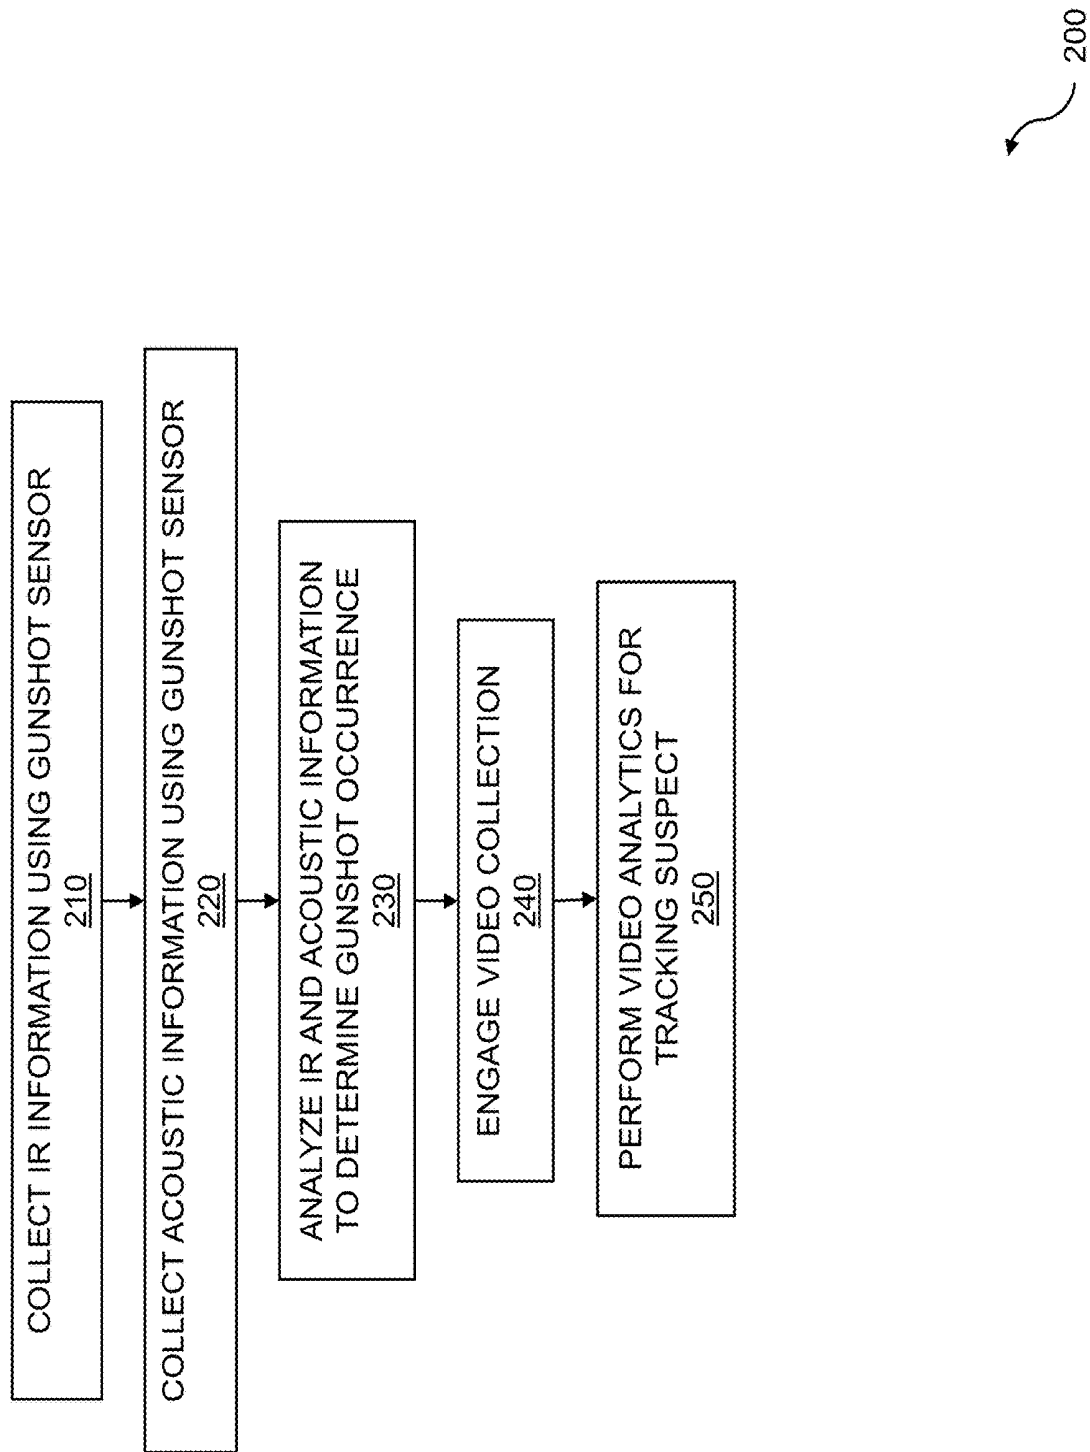 COLLECT IR INFORMATION USING GUNSHOT SENSOR
210
COLLECT ACOUSTIC INFORMATION USING GUNSHOT SENSOR
220
ANALYZE IR AND ACOUSTIC INFORMATION
TO DETERMINE GUNSHOT OCCURRENCE
230
ENGAGE VIDEO COLLECTION
240
PERFORM VIDEO ANALYTICS FOR
TRACKING SUSPECT
250
200